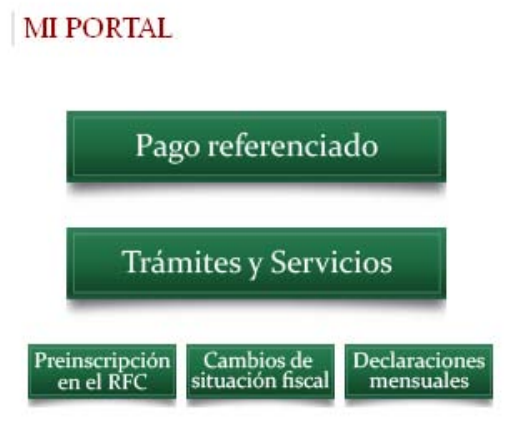 MI PORTAL
Pago referenciado
Trámites y Servicios
Preinscripción
en el RFC
Cambios de
situación fiscal
Declaraciones
mensuales